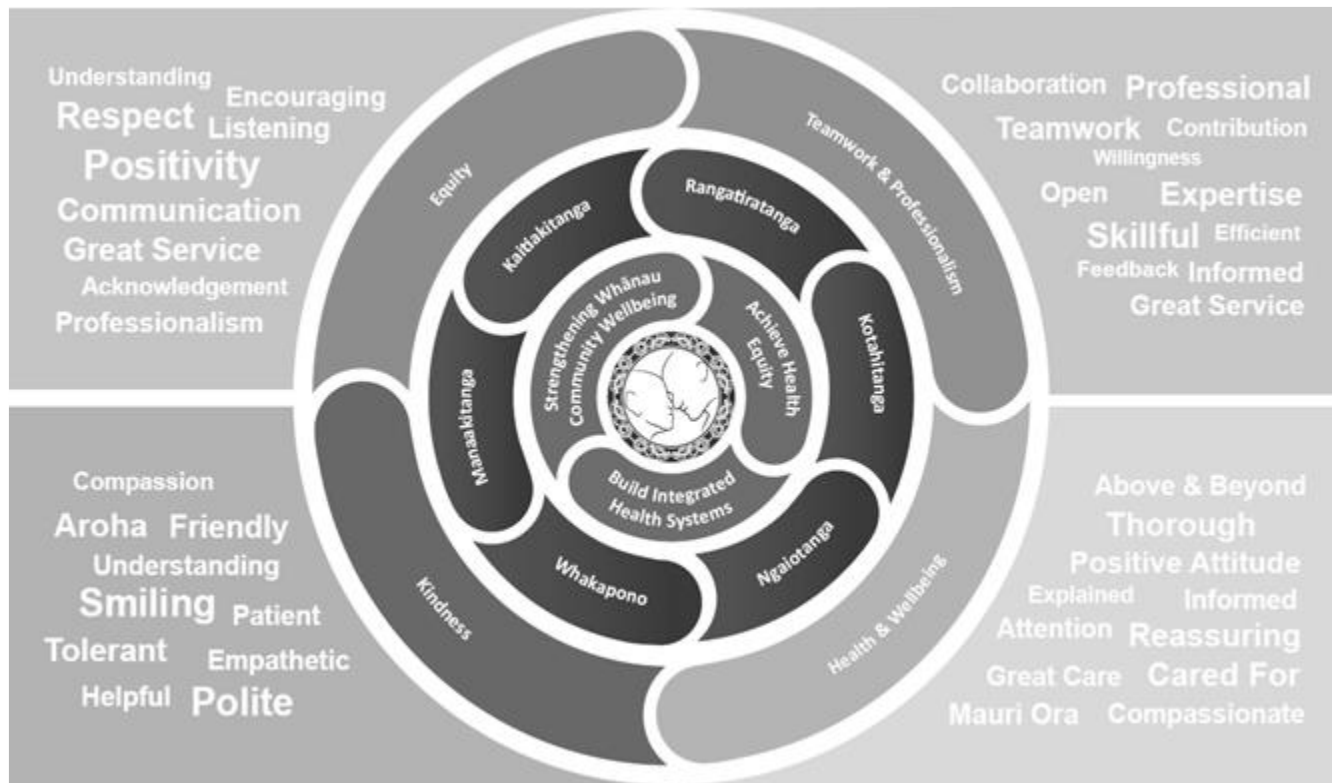 Understanding
Respect Encouraging
Listening
Positivity
Communication
Great Service
Acknowledgement
Professionalism
Collaboration Professional
Teamwork Contribution
Willingness
Open Expertise
Skillful Efficient
Feedback Informed
Great Service
Equity
Teamwork & Professionalism
Health & Wellbeing
Kindness
Kaitiakitanga
Rangatiratanga
Kotahitanga
Ngaiotanga
Whakapono
Manaakitanga
Strengthening Whānau
Community Wellbeing
Achieve Health
Equity
Build Integrated
Health Systems
Compassion
Aroha Friendly
Understanding
Smiling Patient
Tolerant Empathetic
Helpful Polite
Above & Beyond
Thorough
Positive Attitude
Explained Informed
Attention Reassuring
Great Care Cared For
Mauri Ora Compassionate